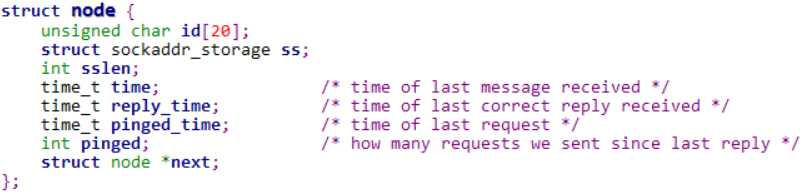 struct node {
    unsigned char id[20];
    struct sockaddr_storage ss;
    int sslen;
    time_t time;                /* time of last message received */
    time_t reply_time;          /* time of last correct reply received */
    time_t pinged_time;         /* time of last request */
    int pinged;                 /* how many requests we sent since last reply */
    struct node *next;
};